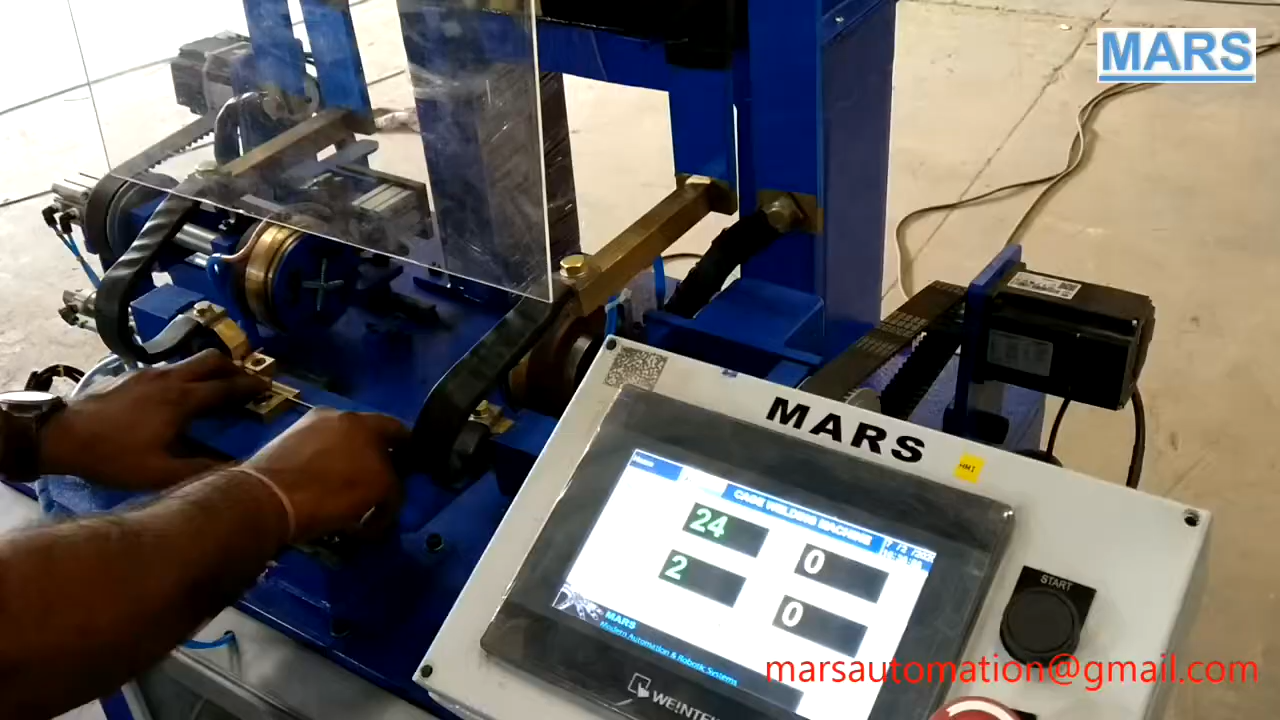 MARS
MARS
HMI
CAGE WELDING MACHINE
24
0
2
0
START
MARS
Modern Automation & Robotic Systems
WEINTEK
marsautomation@gmail.com